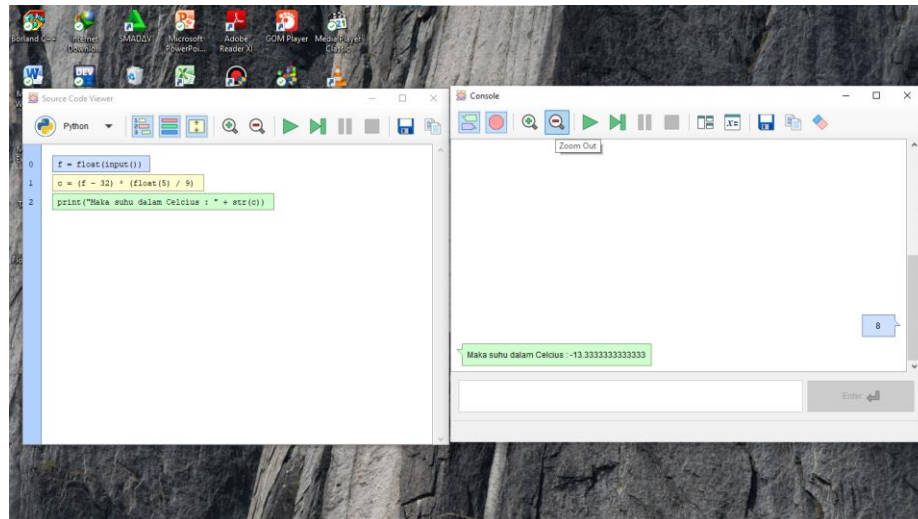 Borland C++
Internet Downlo...
SMADAV
Microsoft PowerPoi...
Adobe Reader XI
GOM Player
Media Player Classic
Source Code Viewer
Python
0 f = float(input())
1 c = (f - 32) * (float(5) / 9)
2 print("Maka suhu dalam Celcius : " + str(c))
Console
Zoom Out
8
Maka suhu dalam Celcius : -13.3333333333333
Enter